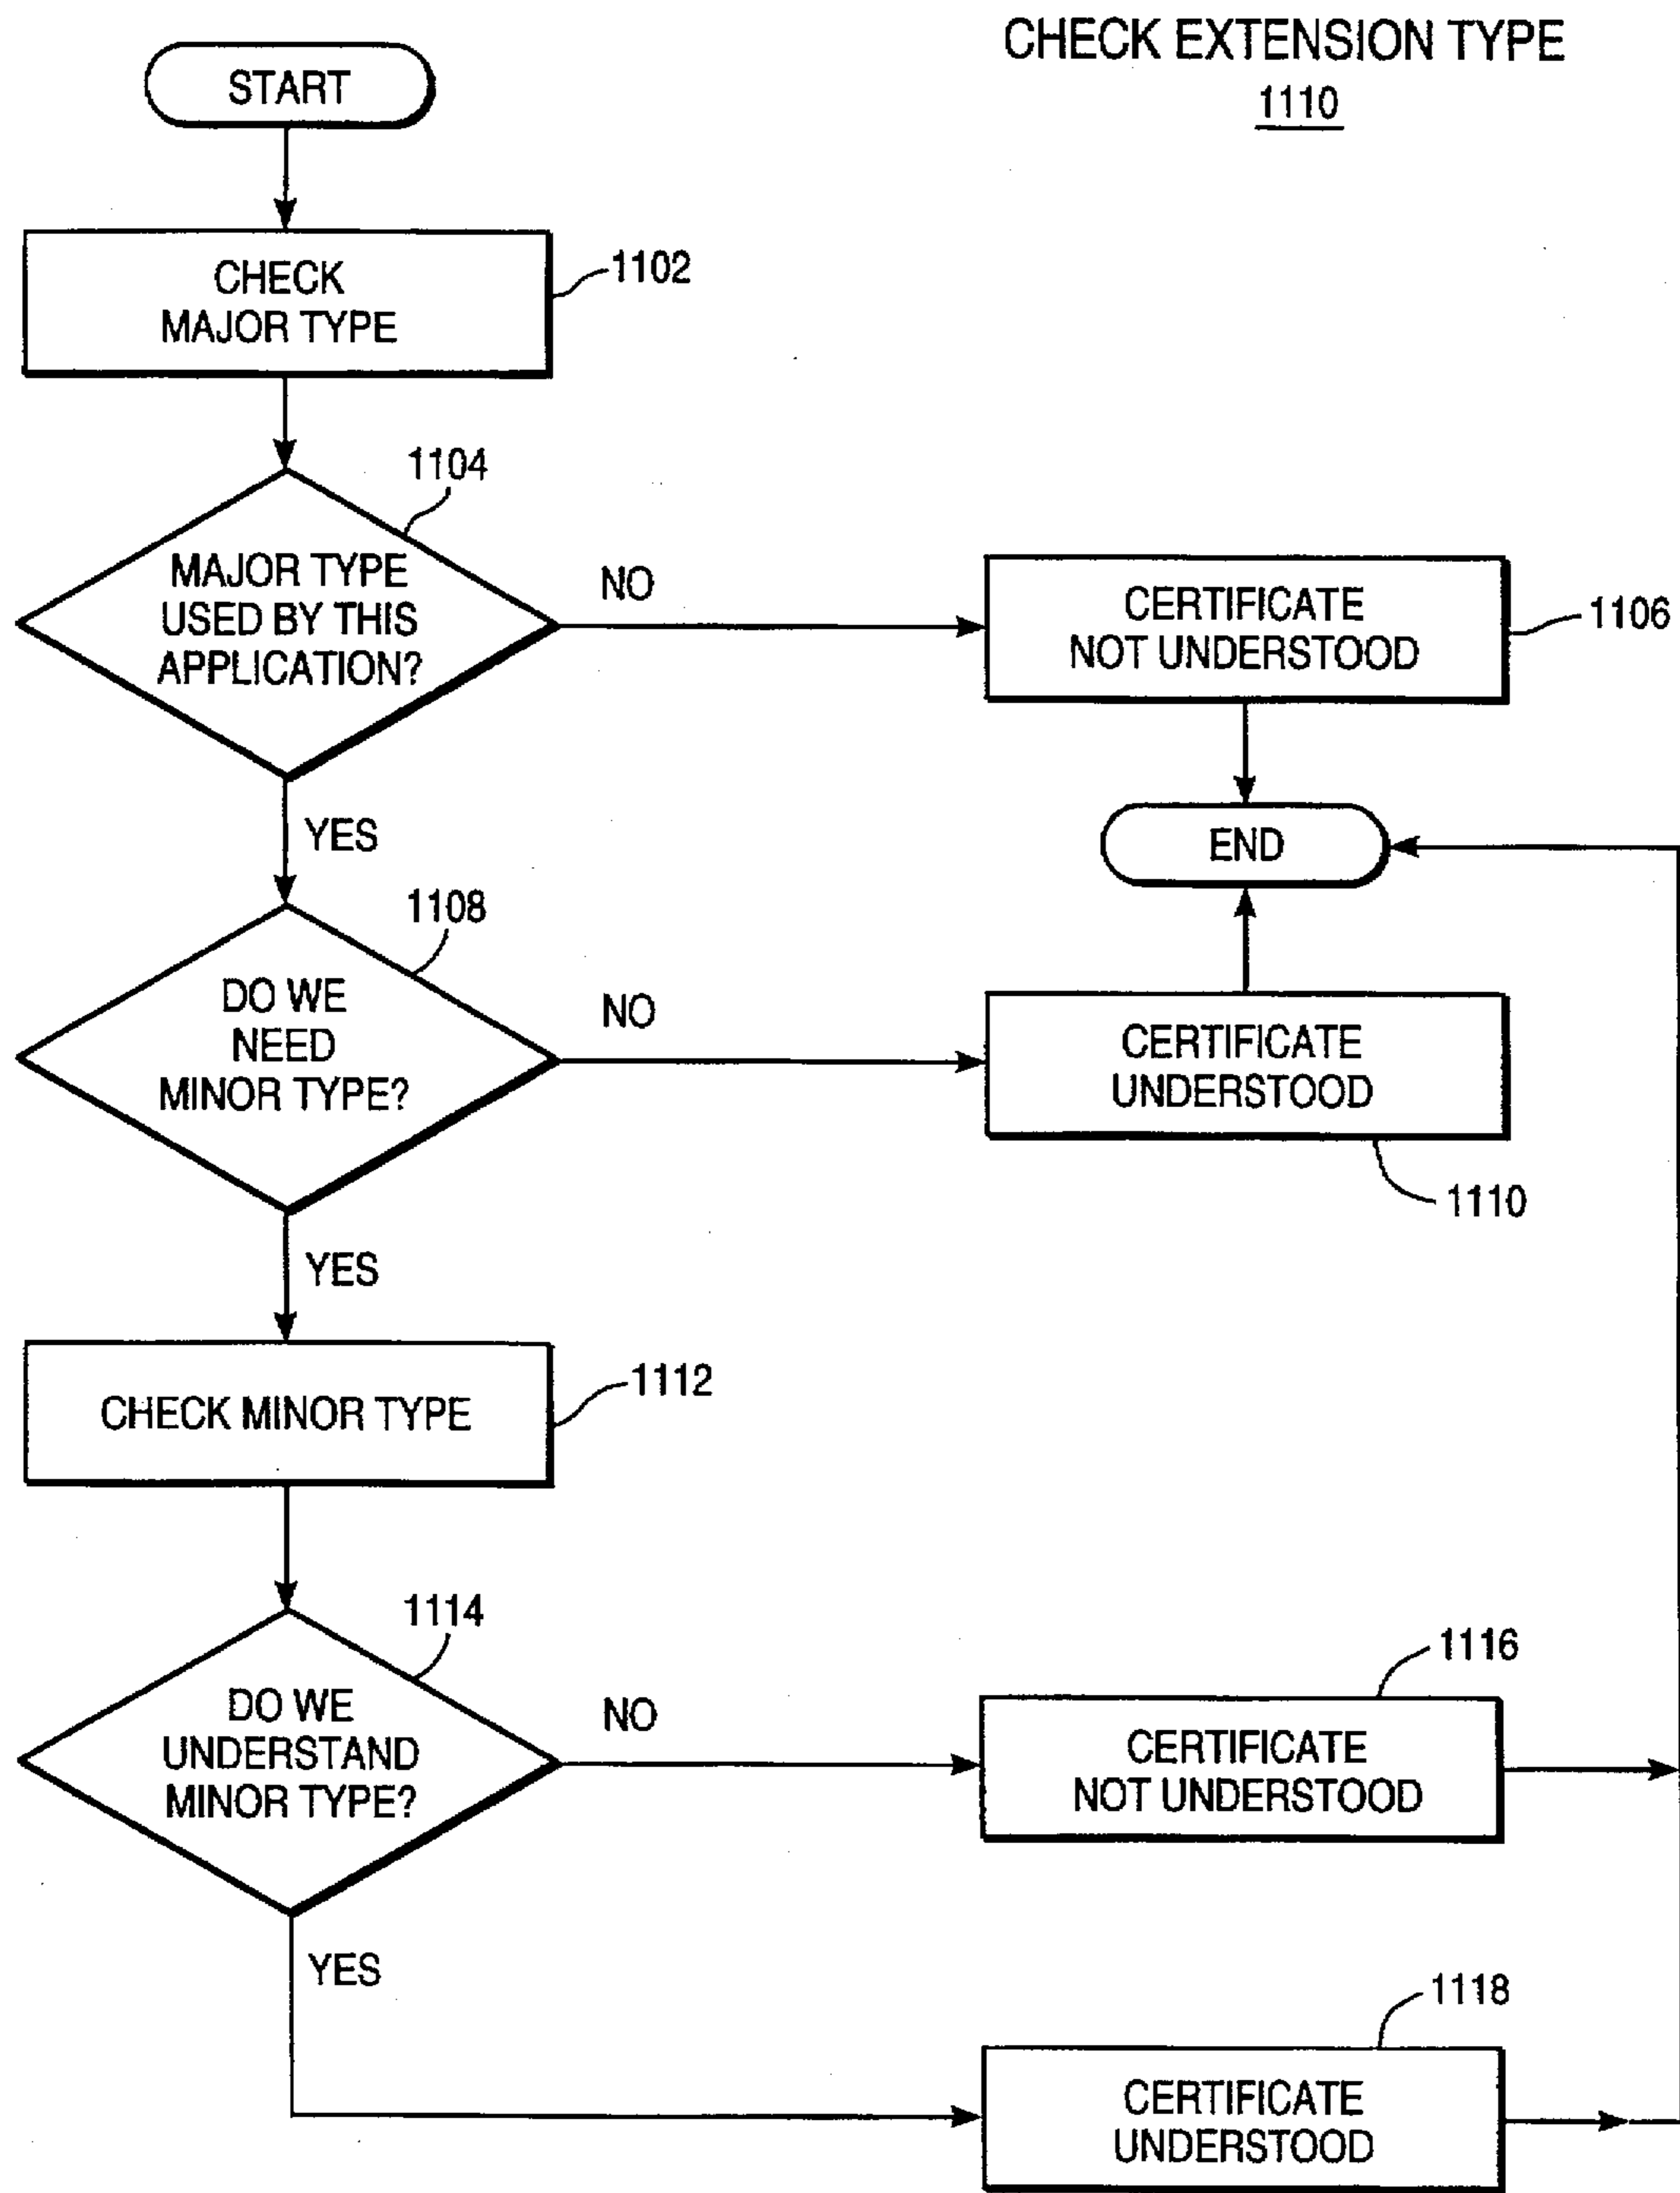 CHECK EXTENSION TYPE
1110
START
CHECK
MAJOR TYPE
1102
1104
MAJOR TYPE
USED BY THIS
APPLICATION?
NO
CERTIFICATE
NOT UNDERSTOOD
1106
YES
END
1108
DO WE
NEED
MINOR TYPE?
NO
CERTIFICATE
UNDERSTOOD
1110
YES
CHECK MINOR TYPE
1112
1114
DO WE
UNDERSTAND
MINOR TYPE?
NO
1116
CERTIFICATE
NOT UNDERSTOOD
YES
1118
CERTIFICATE
UNDERSTOOD